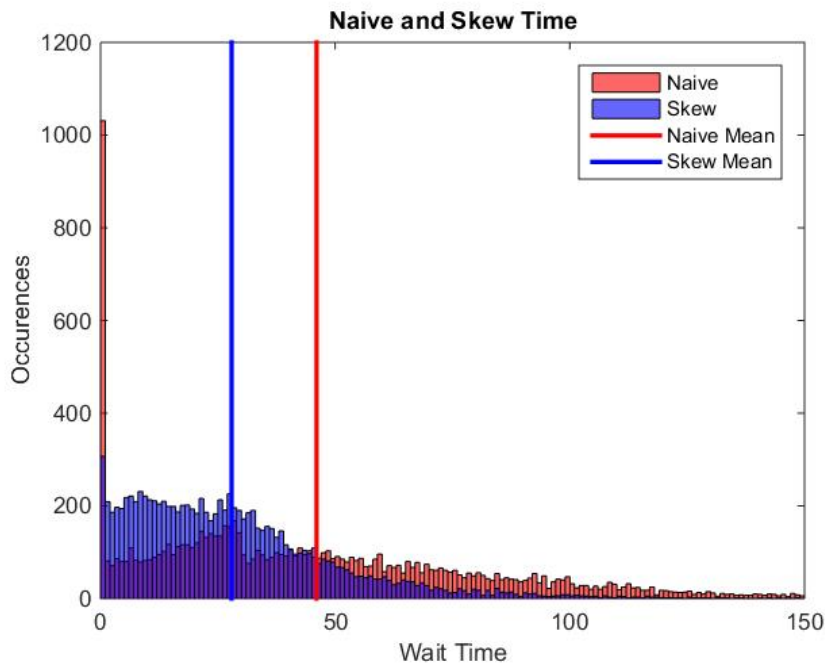 Naive and Skew Time
1200
1000
800
600
400
200
0
Occurences
0
50
100
150
Wait Time
Naive
Skew
Naive Mean
Skew Mean